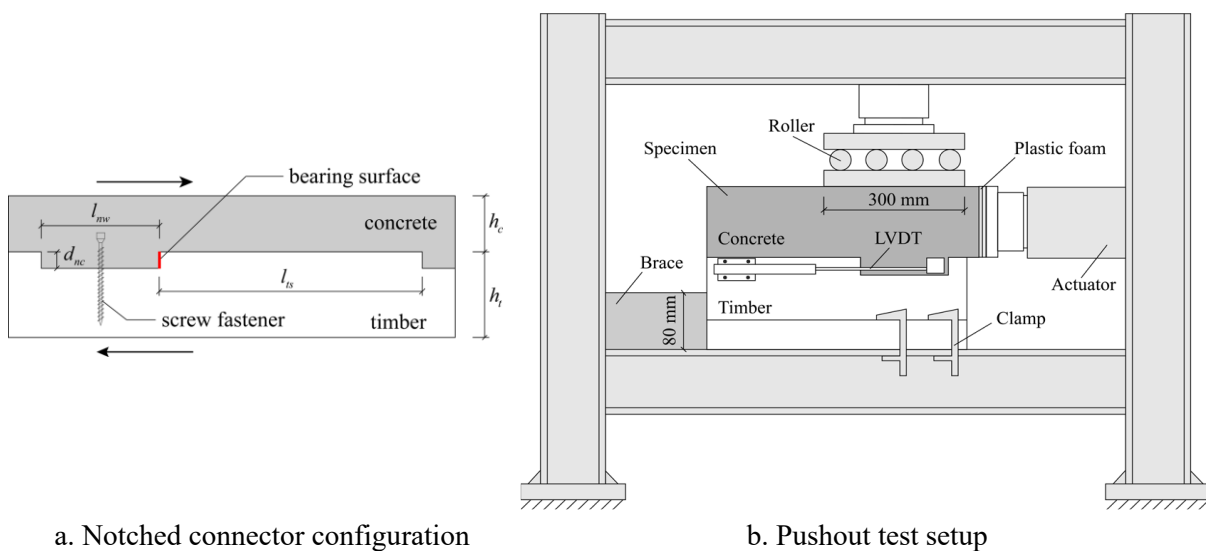 bearing surface
l_nw
concrete
h_c
d_nc
l_ts
h_t
screw fastener
timber
Roller
Specimen
Plastic foam
300 mm
Concrete
LVDT
Brace
Actuator
Timber
80 mm
Clamp
a. Notched connector configuration
b. Pushout test setup